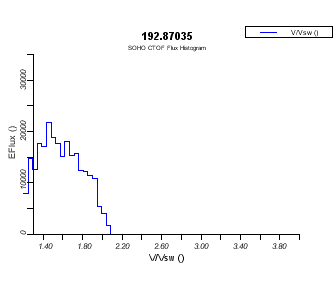 V/Vsw ()
192.87035
SOHO CTOF Flux Histogram
30000
20000
10000
0
EFlux ()
1.40 1.80 2.20 2.60 3.00 3.40 3.80
V/Vsw ()